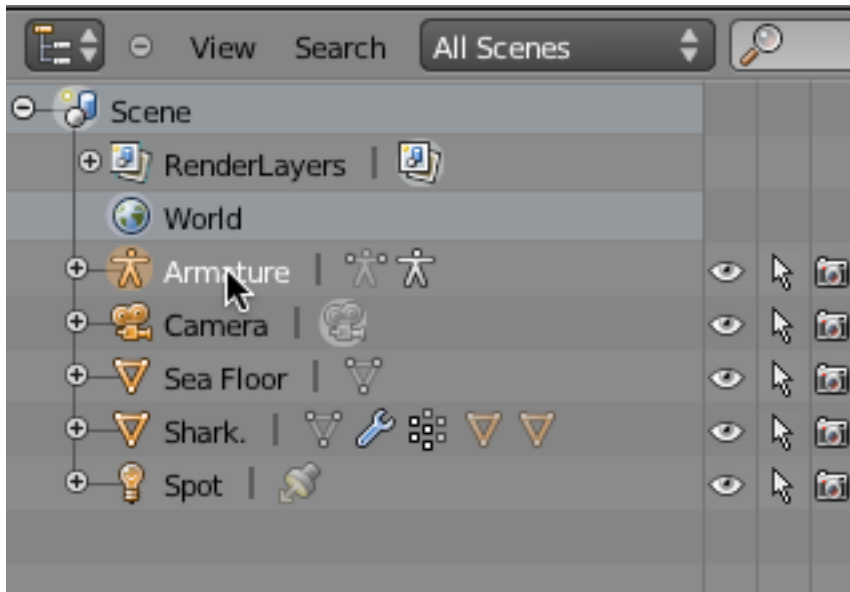 View Search All Scenes
Scene
RenderLayers
World
Armature
Camera
Sea Floor
Shark.
Spot